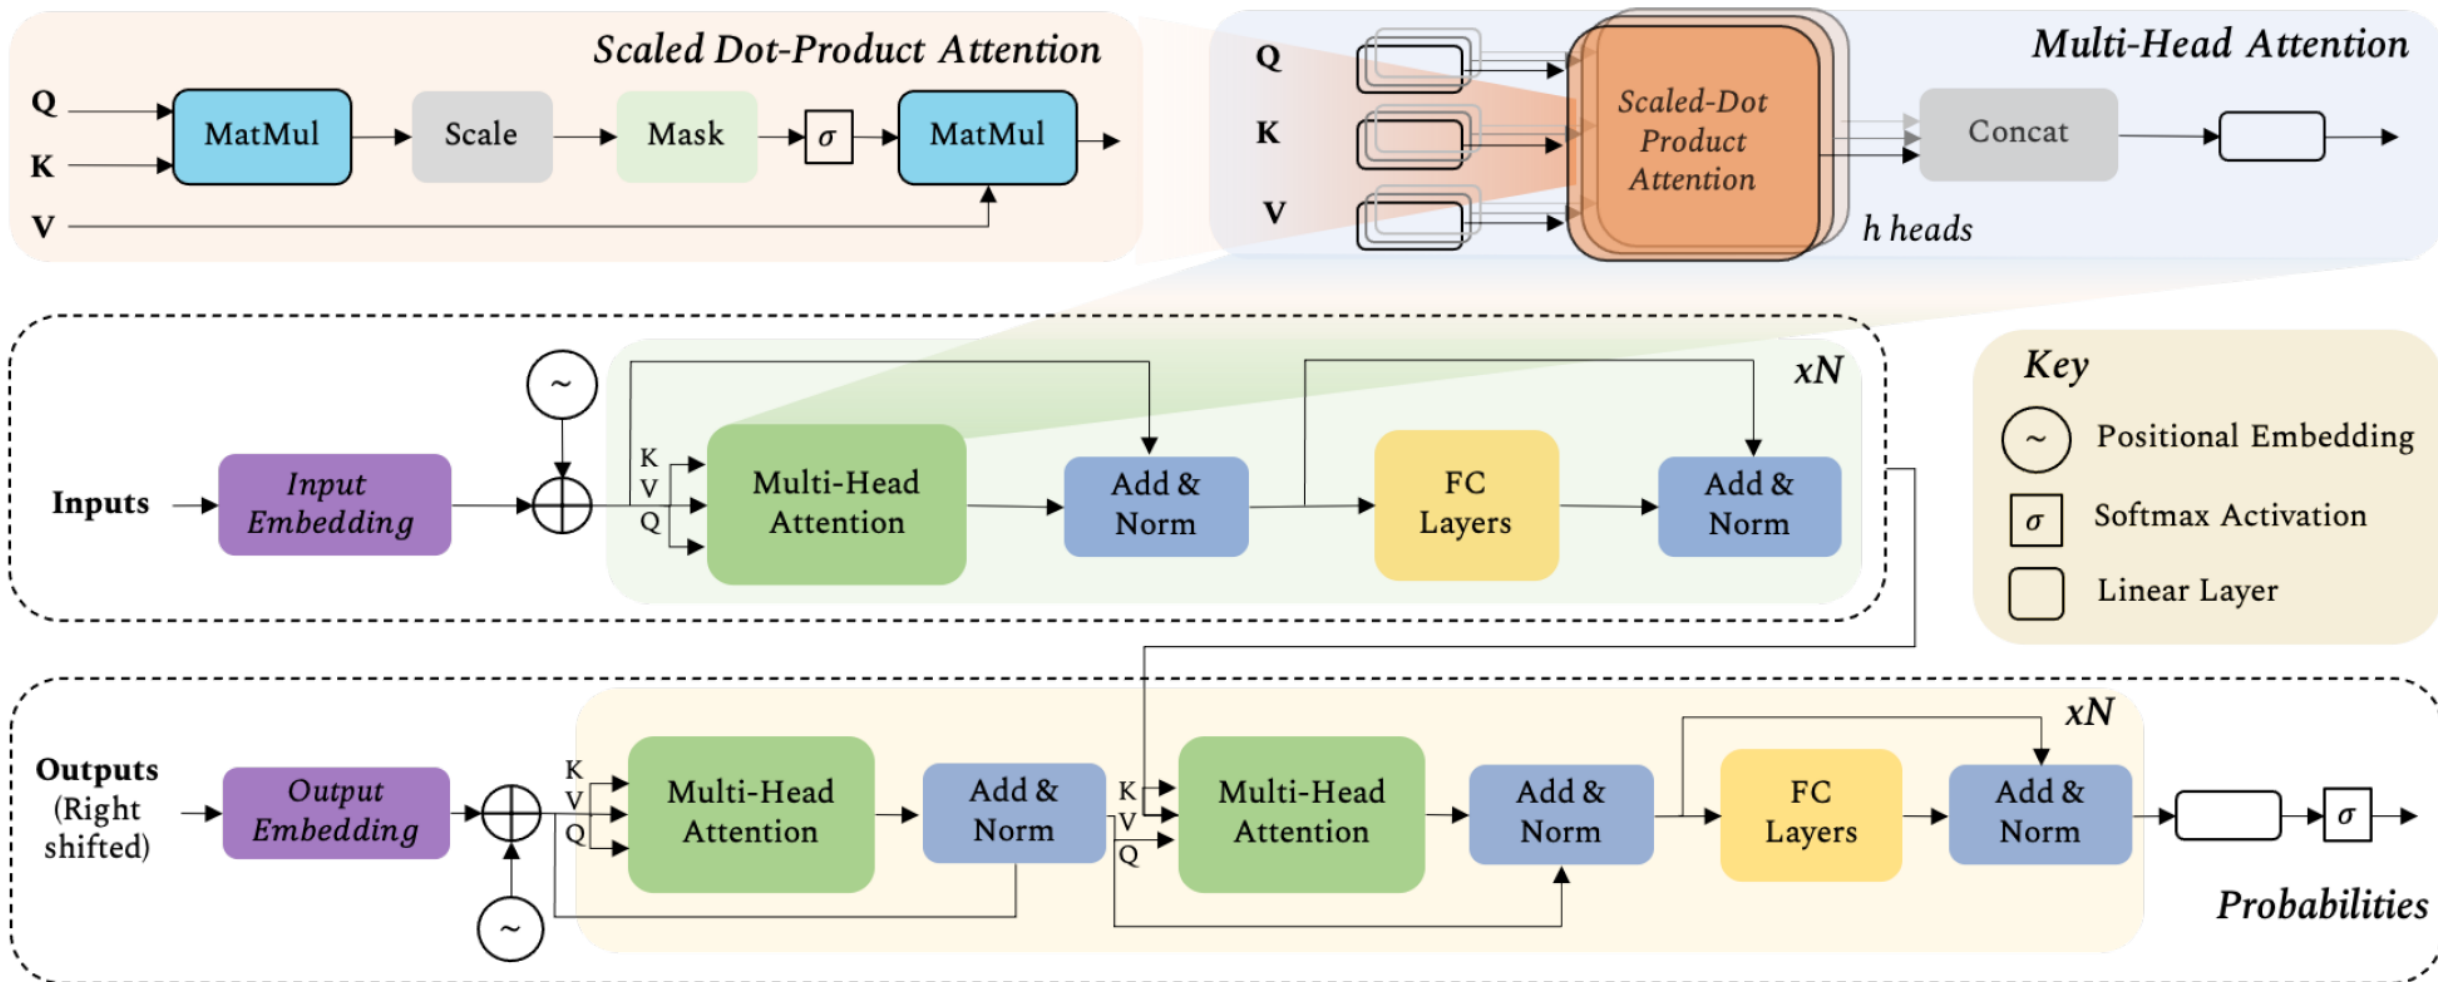 Scaled Dot-Product Attention
Q
K
V
MatMul
Scale
Mask
σ
MatMul
Multi-Head Attention
Q
K
V
Scaled-Dot
Product
Attention
h heads
Concat
xN
~
Inputs
Input
Embedding
K
V
Q
Multi-Head
Attention
Add &
Norm
FC
Layers
Add &
Norm
Key
~
Positional Embedding
σ
Softmax Activation
Linear Layer
xN
Outputs
(Right
shifted)
Output
Embedding
~
K
V
Q
Multi-Head
Attention
Add &
Norm
K
V
Q
Multi-Head
Attention
Add &
Norm
FC
Layers
Add &
Norm
σ
Probabilities